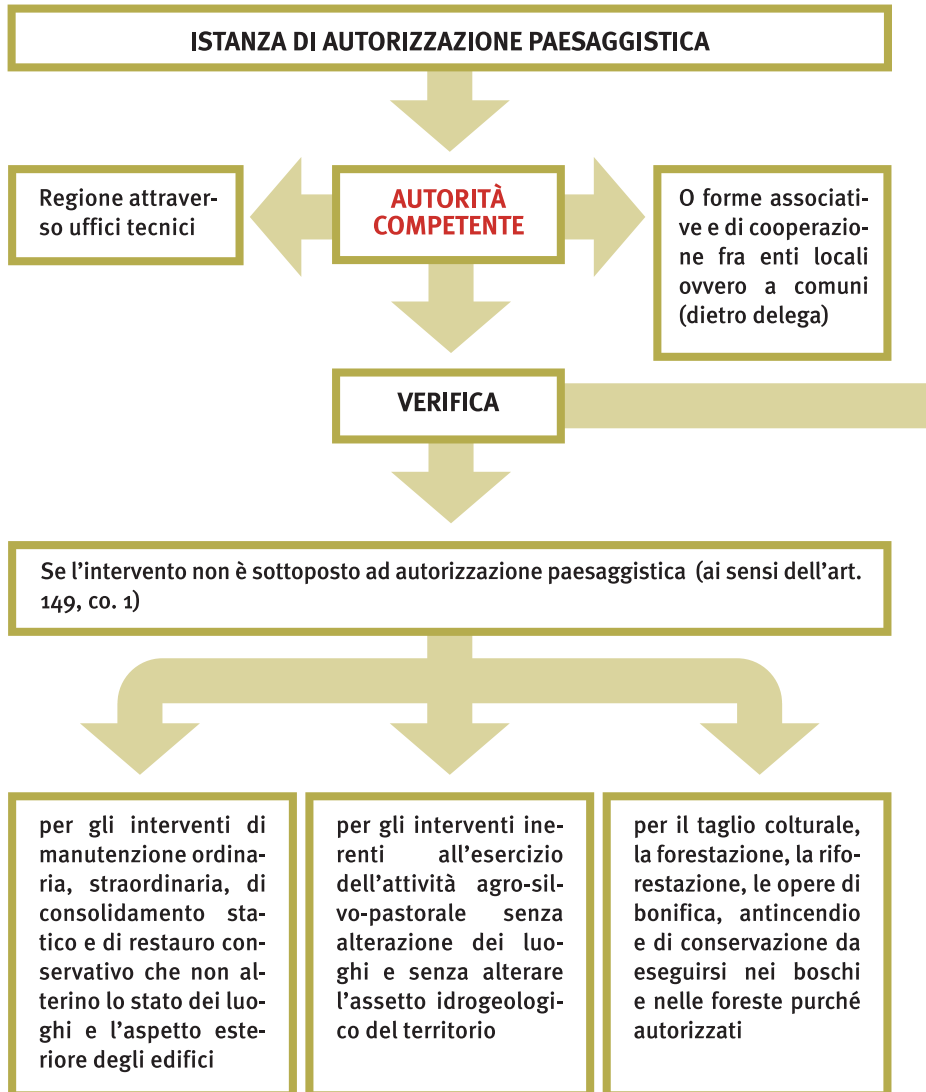 ISTANZA DI AUTORIZZAZIONE PAESAGGISTICA
Regione attraver-
so uffici tecnici
AUTORITÀ
COMPETENTE
O forme associati-
ve e di cooperazio-
ne fra enti locali
ovvero a comuni
(dietro delega)
VERIFICA
Se l'intervento non è sottoposto ad autorizzazione paesaggistica (ai sensi dell'art.
149, co. 1)
per gli interventi di
manutenzione ordina-
ria, straordinaria, di
consolidamento sta-
tico e di restauro con-
servativo che non al-
terino lo stato dei luo-
ghi e l'aspetto este-
riore degli edifici
per gli interventi ine-
renti all'esercizio
dell'attività agro-sil-
vo-pastorale senza
alterazione dei luo-
ghi e senza alterare
l'assetto idrogeologi-
co del territorio
per il taglio colturale,
la forestazione, la rifo-
restazione, le opere di
bonifica, antincendio
e di conservazione da
eseguirsi nei boschi
e nelle foreste purché
autorizzati